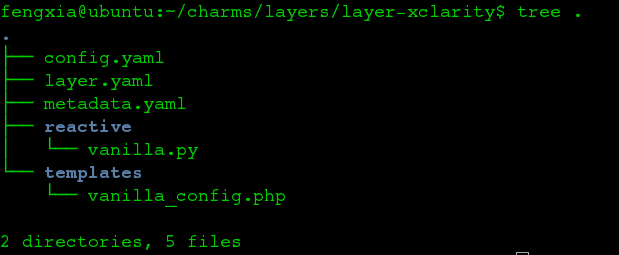 fengxia@ubuntu:~/charms/layers/layer-xclarity$ tree .
.
├── config.yaml
├── layer.yaml
├── metadata.yaml
├── reactive
│   └── vanilla.py
└── templates
    └── vanilla_config.php
2 directories, 5 files